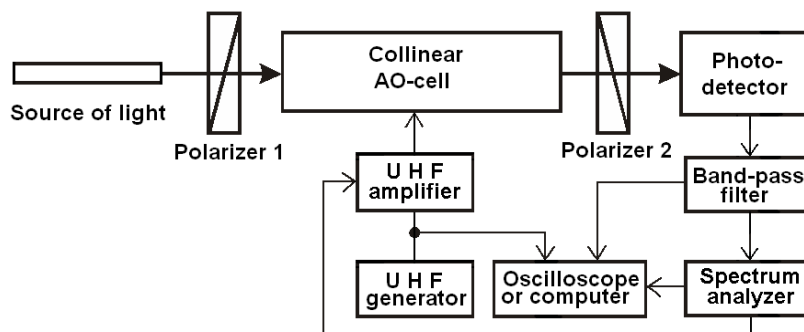 Source of light
Polarizer 1
Collinear
AO-cell
Polarizer 2
Photo-
detector
U H F
amplifier
Band-pass
filter
U H F
generator
Oscilloscope
or computer
Spectrum
analyzer